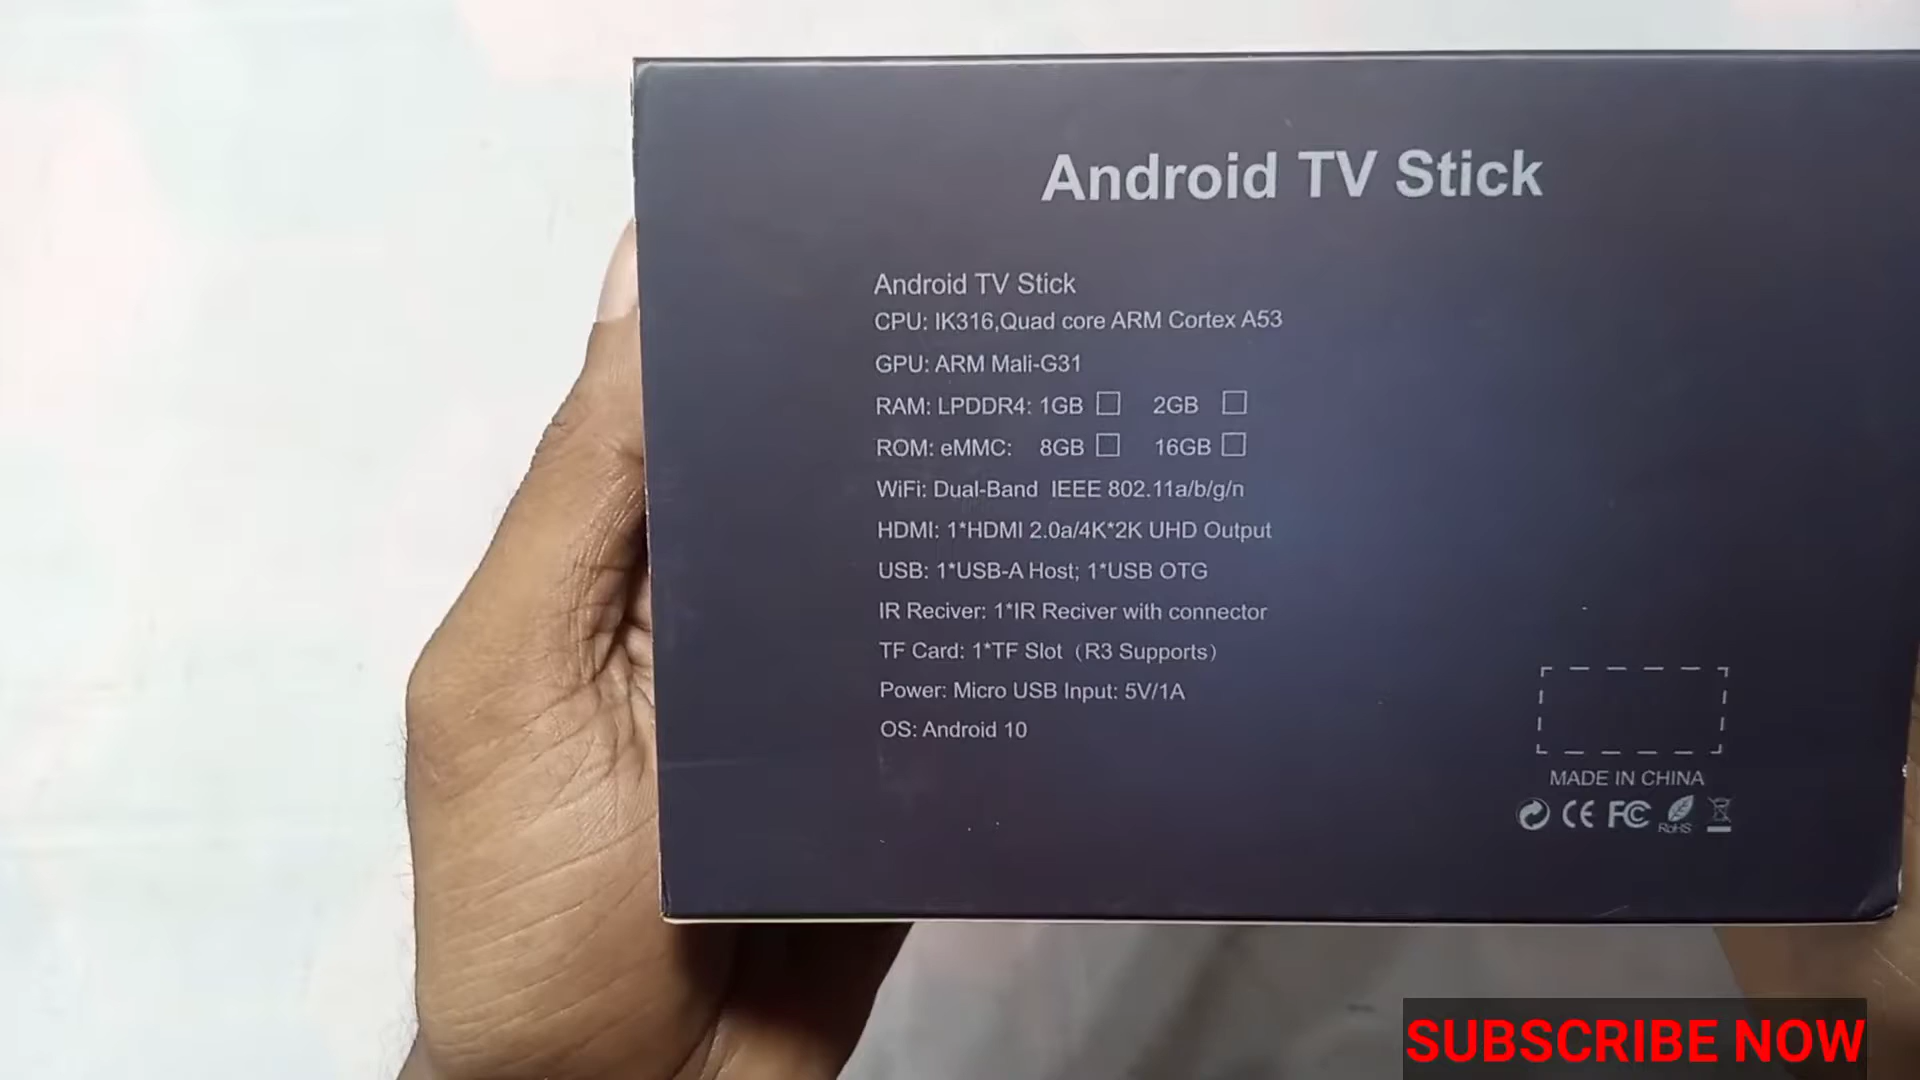 Android TV Stick
Android TV Stick
CPU: IK316,Quad core ARM Cortex A53
GPU: ARM Mali-G31
RAM: LPDDR4: 1GB 2GB
ROM: eMMC: 8GB 16GB
WiFi: Dual-Band IEEE 802.11a/b/g/n
HDMI: 1*HDMI 2.0a/4K*2K UHD Output
USB: 1*USB-A Host; 1*USB OTG
IR Reciver: 1*IR Reciver with connector
TF Card: 1*TF Slot（R3 Supports）
Power: Micro USB Input: 5V/1A
OS: Android 10
MADE IN CHINA
CE FC RoHS
SUBSCRIBE NOW